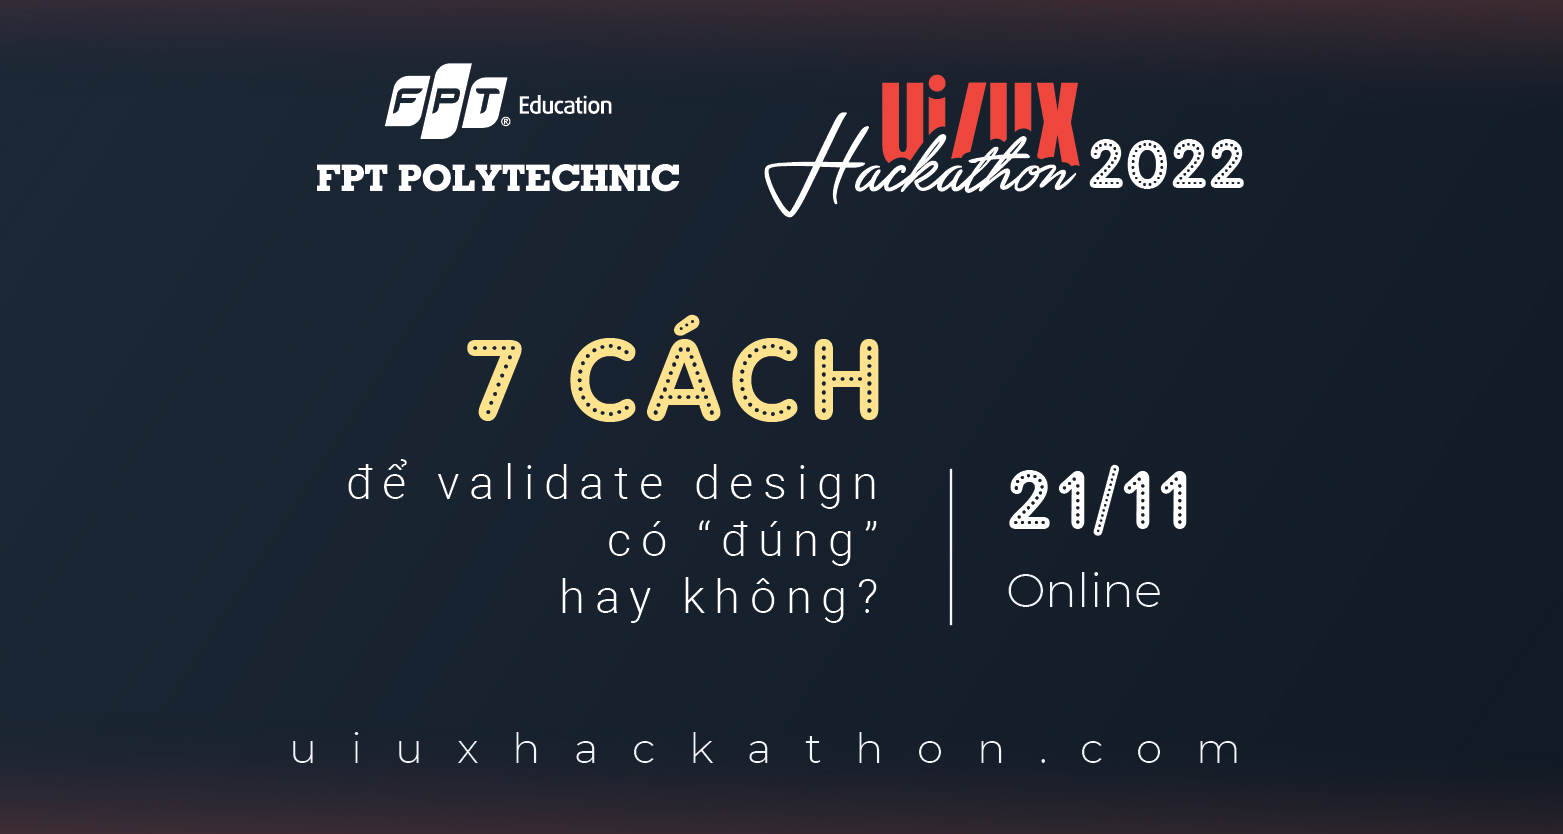 FPT® Education
FPT POLYTECHNIC
Ui/UX
Hackathon 2022
7 CÁCH
để validate design
có “đúng”
hay không?
21/11
Online
uiuxhackathon.com